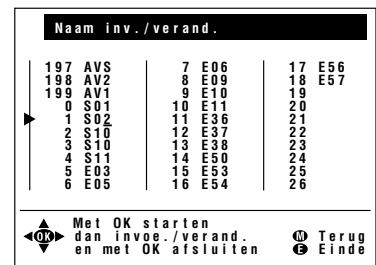 Naam inv./verand.
197 AVS 7 E06 17 E56
198 AV2 8 E09 18 E57
199 AV1 9 E10 19
0 S01 10 E11 20
1 S02 11 E36 21
2 S10 12 E37 22
3 S10 13 E38 23
4 S11 14 E50 24
5 E03 15 E53 25
6 E05 16 E54 26
Met OK starten
OK dan invoe./verand. M Terug
en met OK afsluiten E Einde